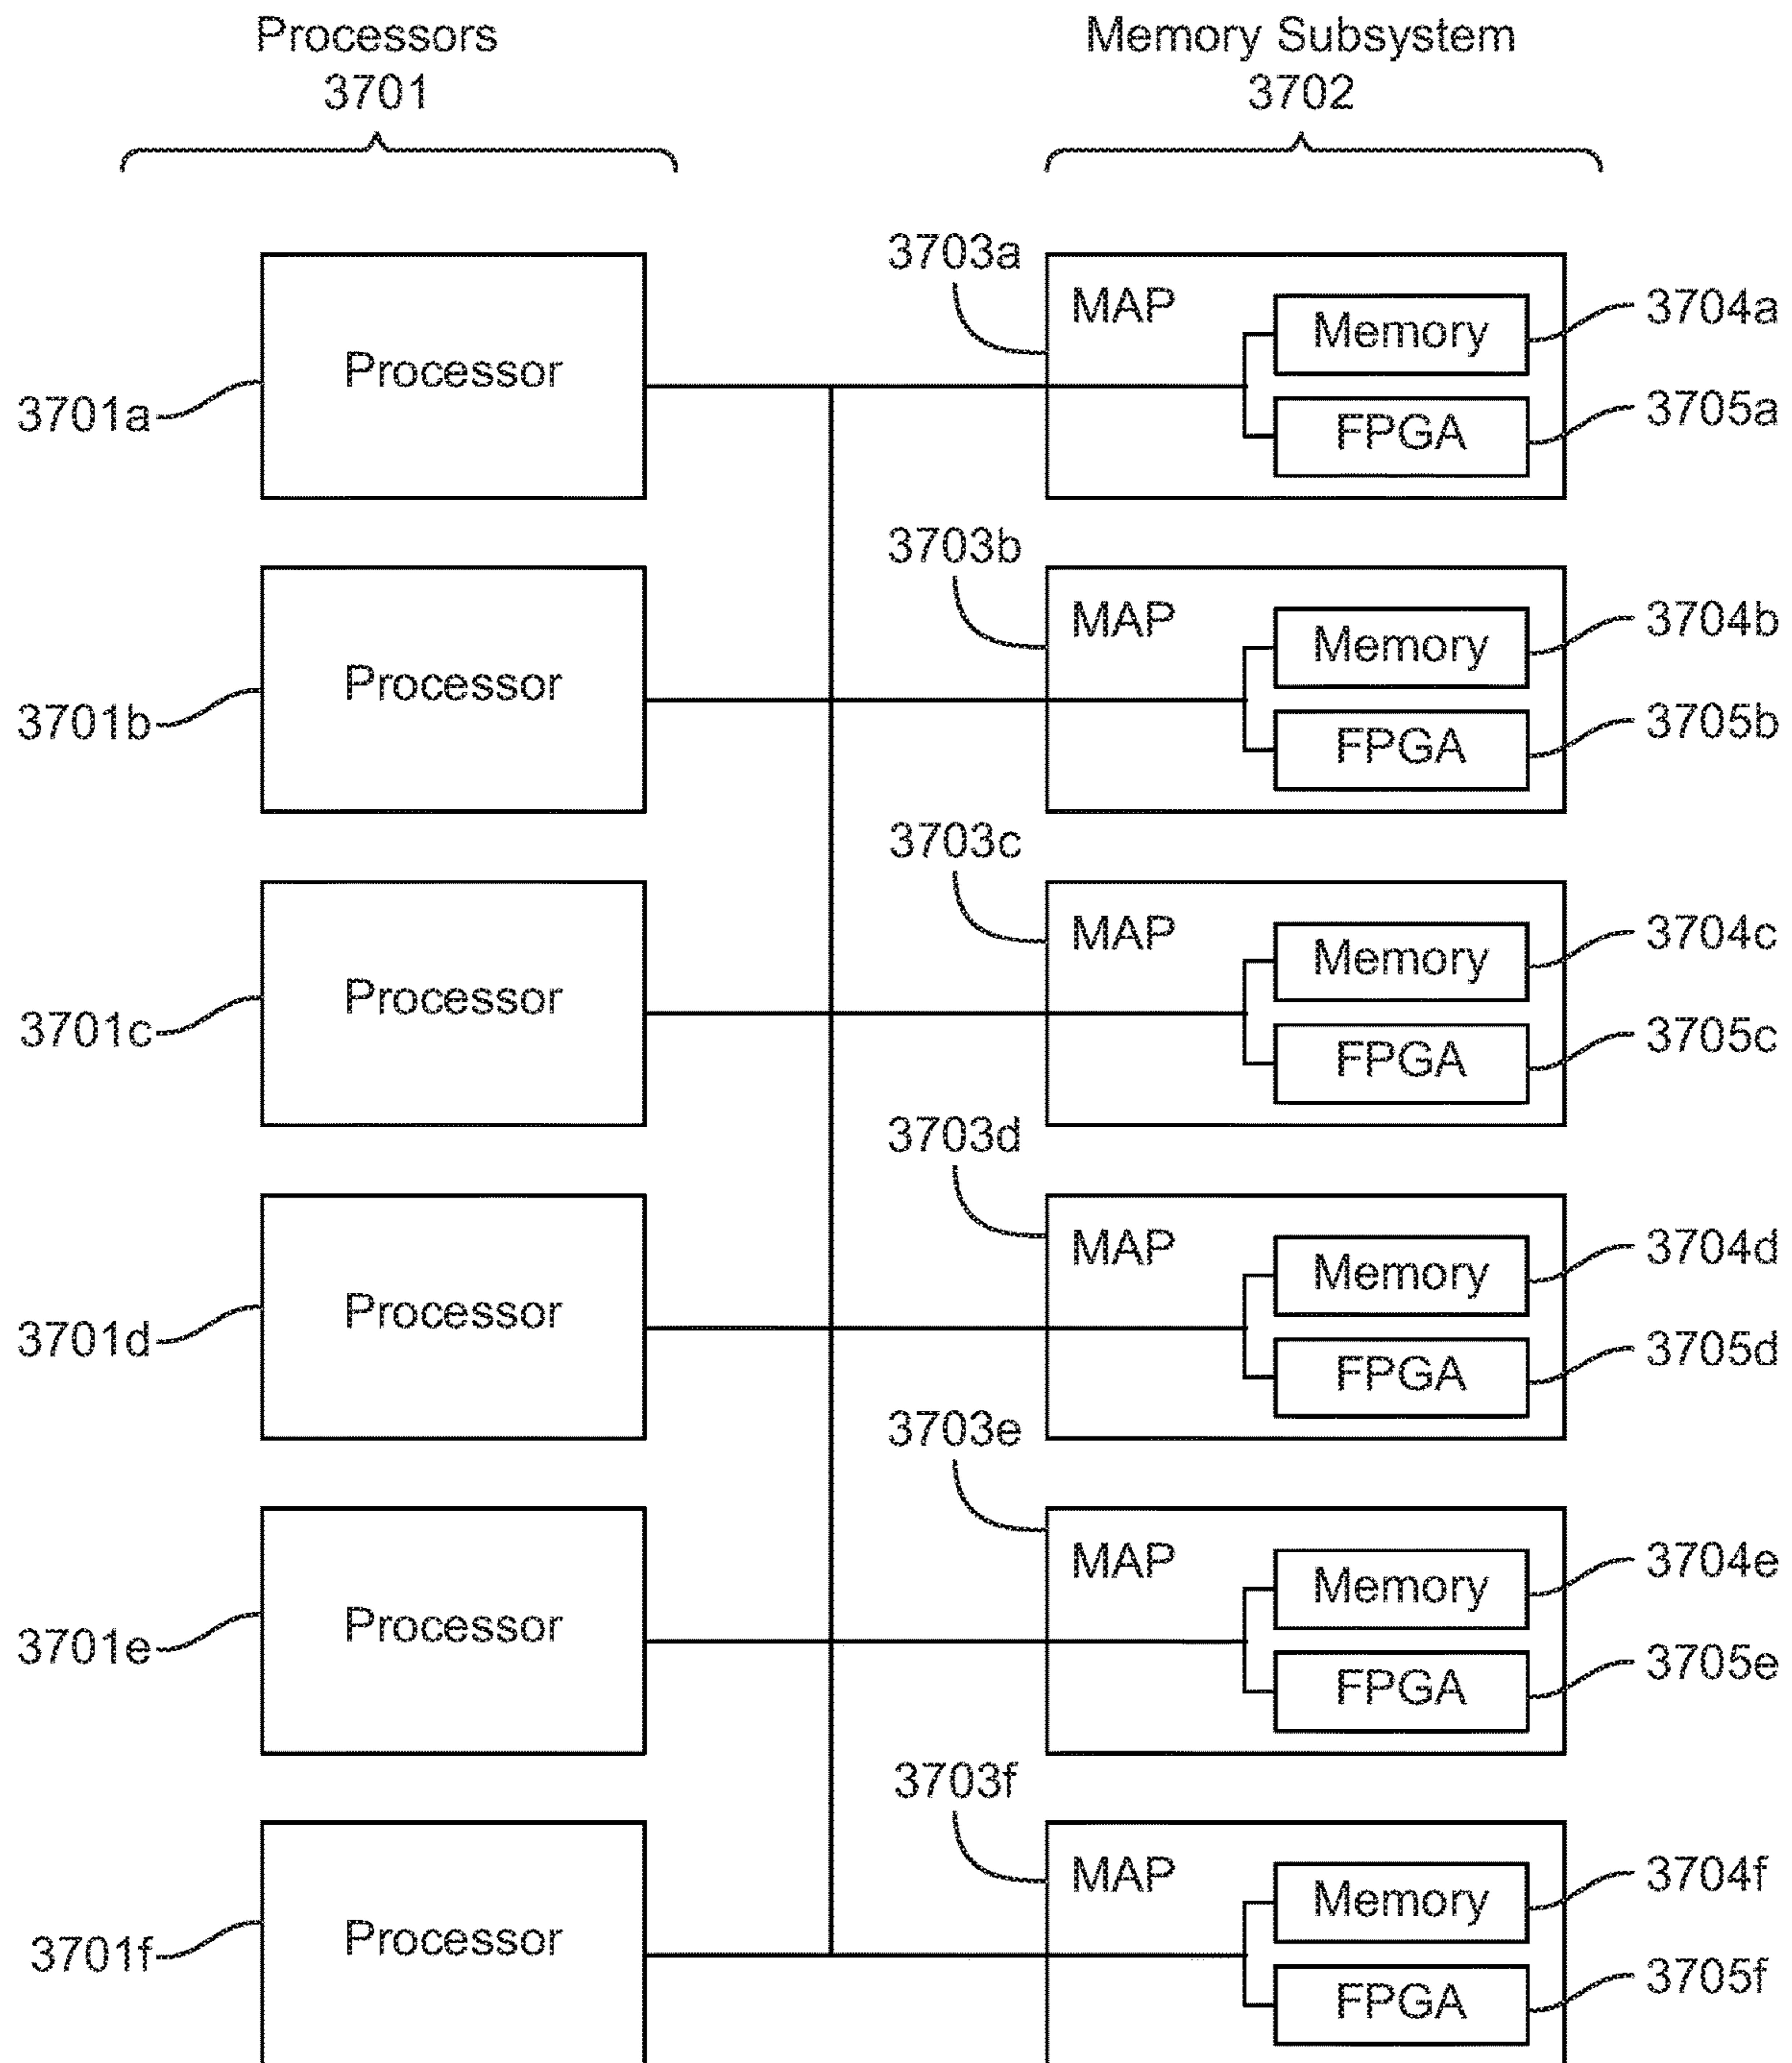 Processors
3701
Memory Subsystem
3702
3703a
MAP
Memory
3704a
Processor
3701a
FPGA
3705a
3703b
MAP
Memory
3704b
Processor
3701b
FPGA
3705b
3703c
MAP
Memory
3704c
Processor
3701c
FPGA
3705c
3703d
MAP
Memory
3704d
Processor
3701d
FPGA
3705d
3703e
MAP
Memory
3704e
Processor
3701e
FPGA
3705e
3703f
MAP
Memory
3704f
Processor
3701f
FPGA
3705f